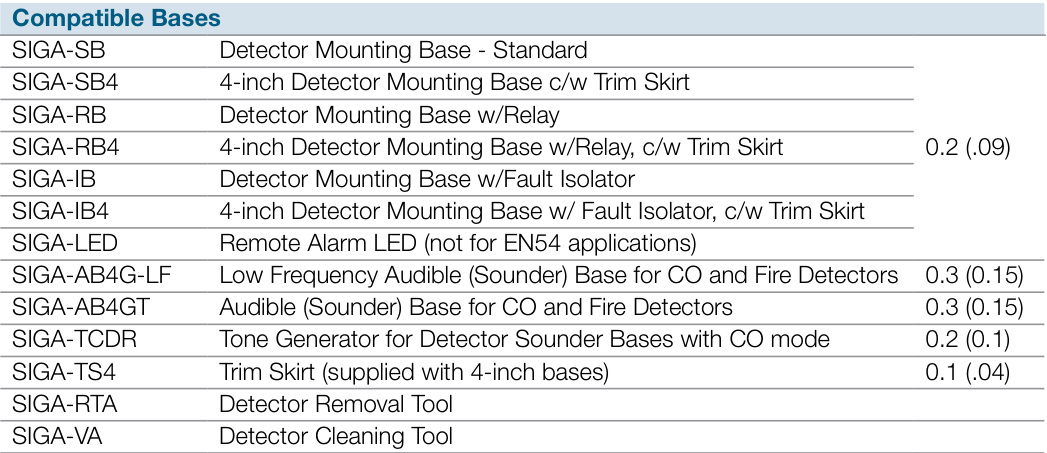 Compatible Bases
SIGA-SB Detector Mounting Base - Standard
SIGA-SB4 4-inch Detector Mounting Base c/w Trim Skirt
SIGA-RB Detector Mounting Base w/Relay
SIGA-RB4 4-inch Detector Mounting Base w/Relay, c/w Trim Skirt 0.2 (.09)
SIGA-IB Detector Mounting Base w/Fault Isolator
SIGA-IB4 4-inch Detector Mounting Base w/ Fault Isolator, c/w Trim Skirt
SIGA-LED Remote Alarm LED (not for EN54 applications)
SIGA-AB4G-LF Low Frequency Audible (Sounder) Base for CO and Fire Detectors 0.3 (0.15)
SIGA-AB4GT Audible (Sounder) Base for CO and Fire Detectors 0.3 (0.15)
SIGA-TCDR Tone Generator for Detector Sounder Bases with CO mode 0.2 (0.1)
SIGA-TS4 Trim Skirt (supplied with 4-inch bases) 0.1 (.04)
SIGA-RTA Detector Removal Tool
SIGA-VA Detector Cleaning Tool